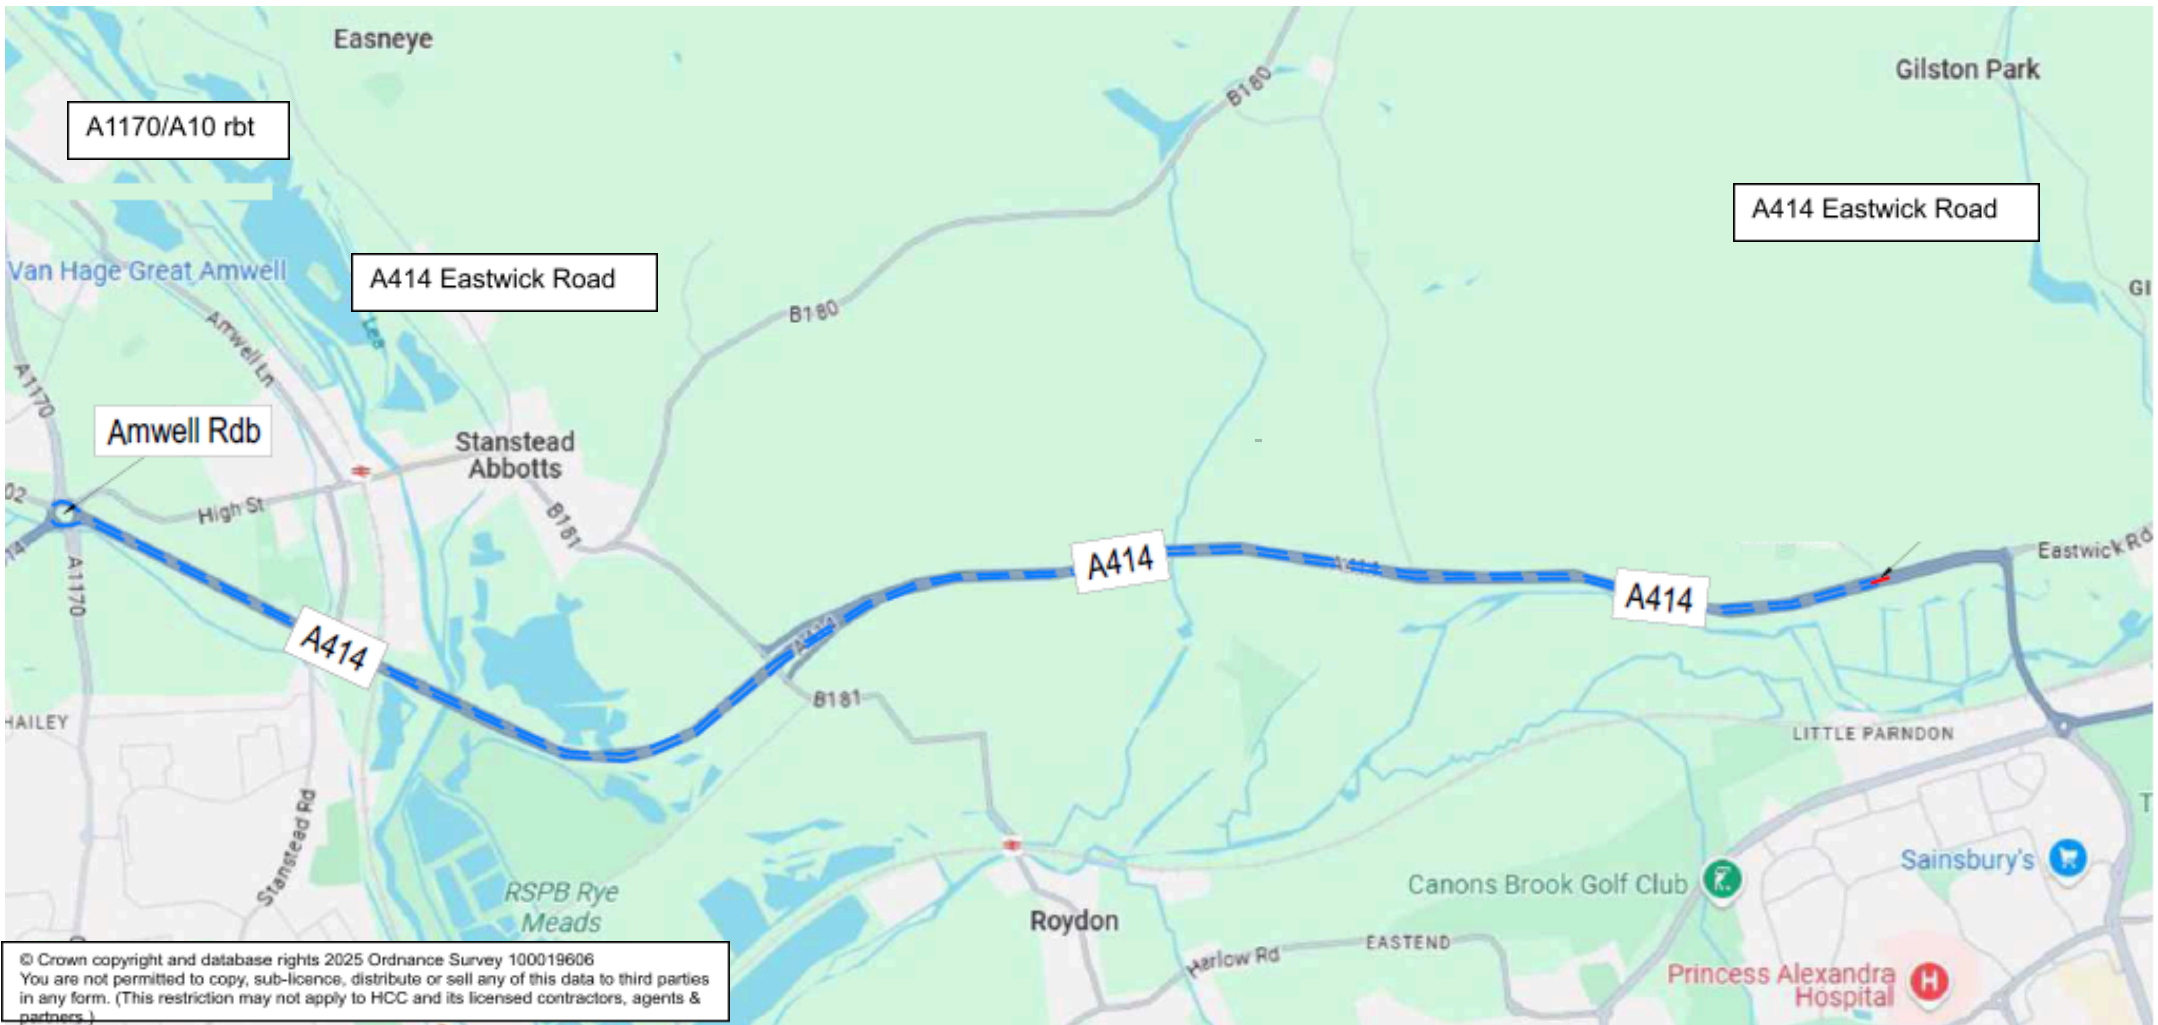 Easneye
Gilston Park
A1170/A10 rbt
B180
A414 Eastwick Road
Van Hage Great Amwell
A414 Eastwick Road
GI
Lea
B180
Amwell Ln
A1170
Amwell Rdb
Stanstead
Abbotts
02
High St
B181
14
A1170
A414
A414
Eastwick Rd
A414
A414
A414
B181
HAILEY
LITTLE PARNDON
Stanstead Rd
T
Sainsbury's
RSPB Rye
Meads
Canons Brook Golf Club
Roydon
EASTEND
Harlow Rd
Princess Alexandra
Hospital
H
© Crown copyright and database rights 2025 Ordnance Survey 100019606
You are not permitted to copy, sub-licence, distribute or sell any of this data to third parties
in any form. (This restriction may not apply to HCC and its licensed contractors, agents &
partners.)